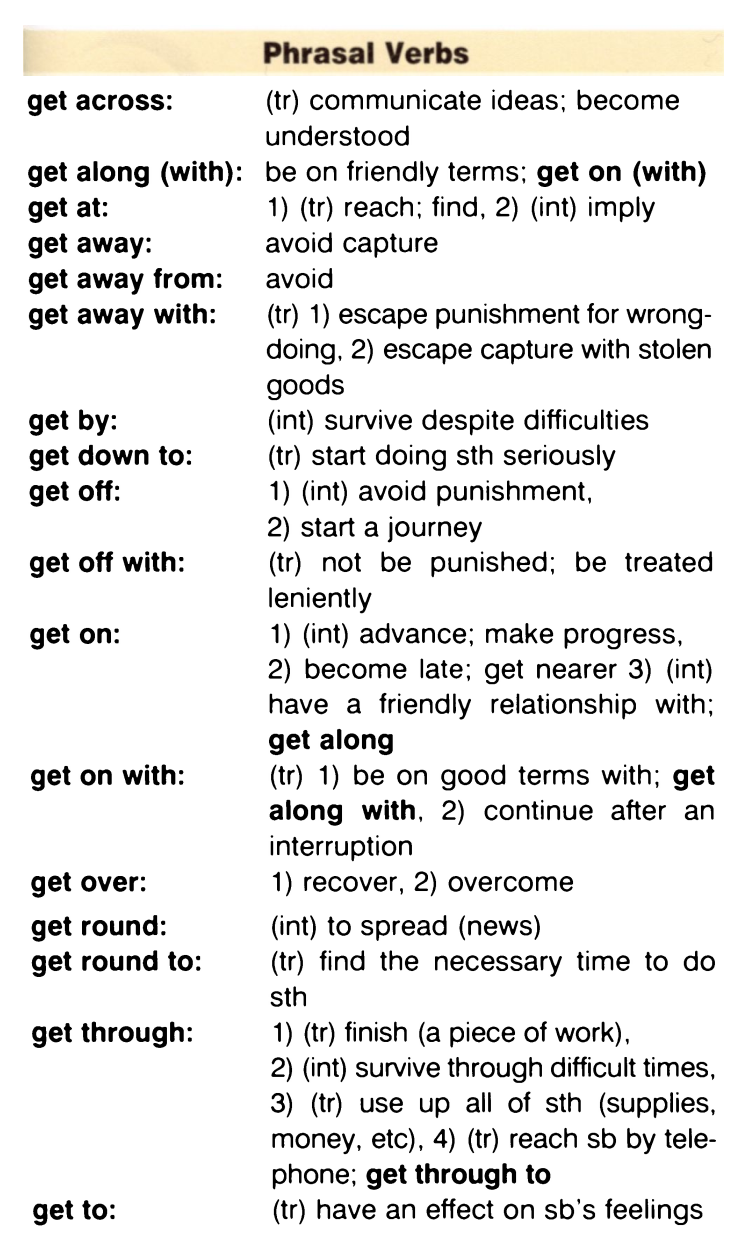 Phrasal Verbs
get across: (tr) communicate ideas; become
understood
get along (with): be on friendly terms; get on (with)
get at: 1) (tr) reach; find, 2) (int) imply
get away: avoid capture
get away from: avoid
get away with: (tr) 1) escape punishment for wrong-
doing, 2) escape capture with stolen
goods
get by: (int) survive despite difficulties
get down to: (tr) start doing sth seriously
get off: 1) (int) avoid punishment,
2) start a journey
get off with: (tr) not be punished; be treated
leniently
get on: 1) (int) advance; make progress,
2) become late; get nearer 3) (int)
have a friendly relationship with;
get along
get on with: (tr) 1) be on good terms with; get
along with, 2) continue after an
interruption
get over: 1) recover, 2) overcome
get round: (int) to spread (news)
get round to: (tr) find the necessary time to do
sth
get through: 1) (tr) finish (a piece of work),
2) (int) survive through difficult times,
3) (tr) use up all of sth (supplies,
money, etc), 4) (tr) reach sb by tele-
phone; get through to
get to: (tr) have an effect on sb's feelings